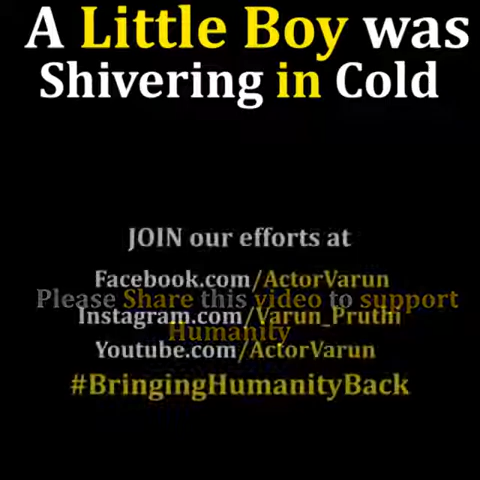 A Little Boy was
Shivering in Cold
JOIN our efforts at
Facebook.com/ActorVarun
Please Share this video to support
Instagram.com/Varun_Pruthi
Humanity
Youtube.com/ActorVarun
#BringingHumanityBack